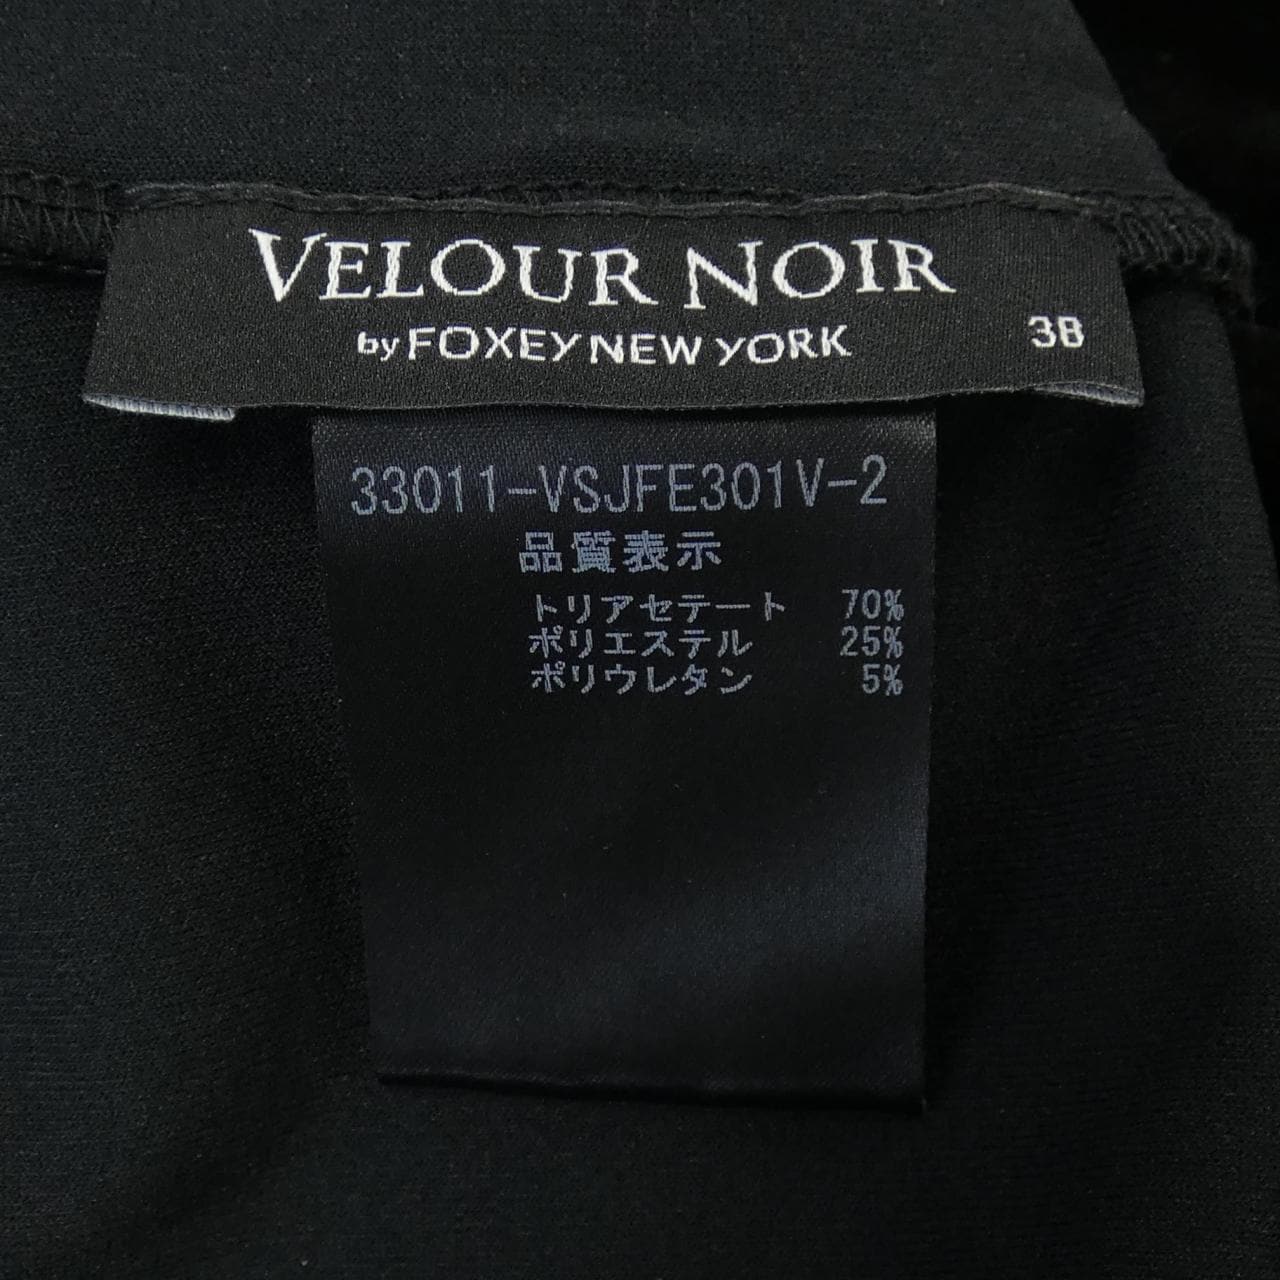 VELOUR NOIR
by FOXEY NEW YORK
38
33011-VSJFE301V-2
品質表示
トリアセテート 70%
ポリエステル 25%
ポリウレタン 5%